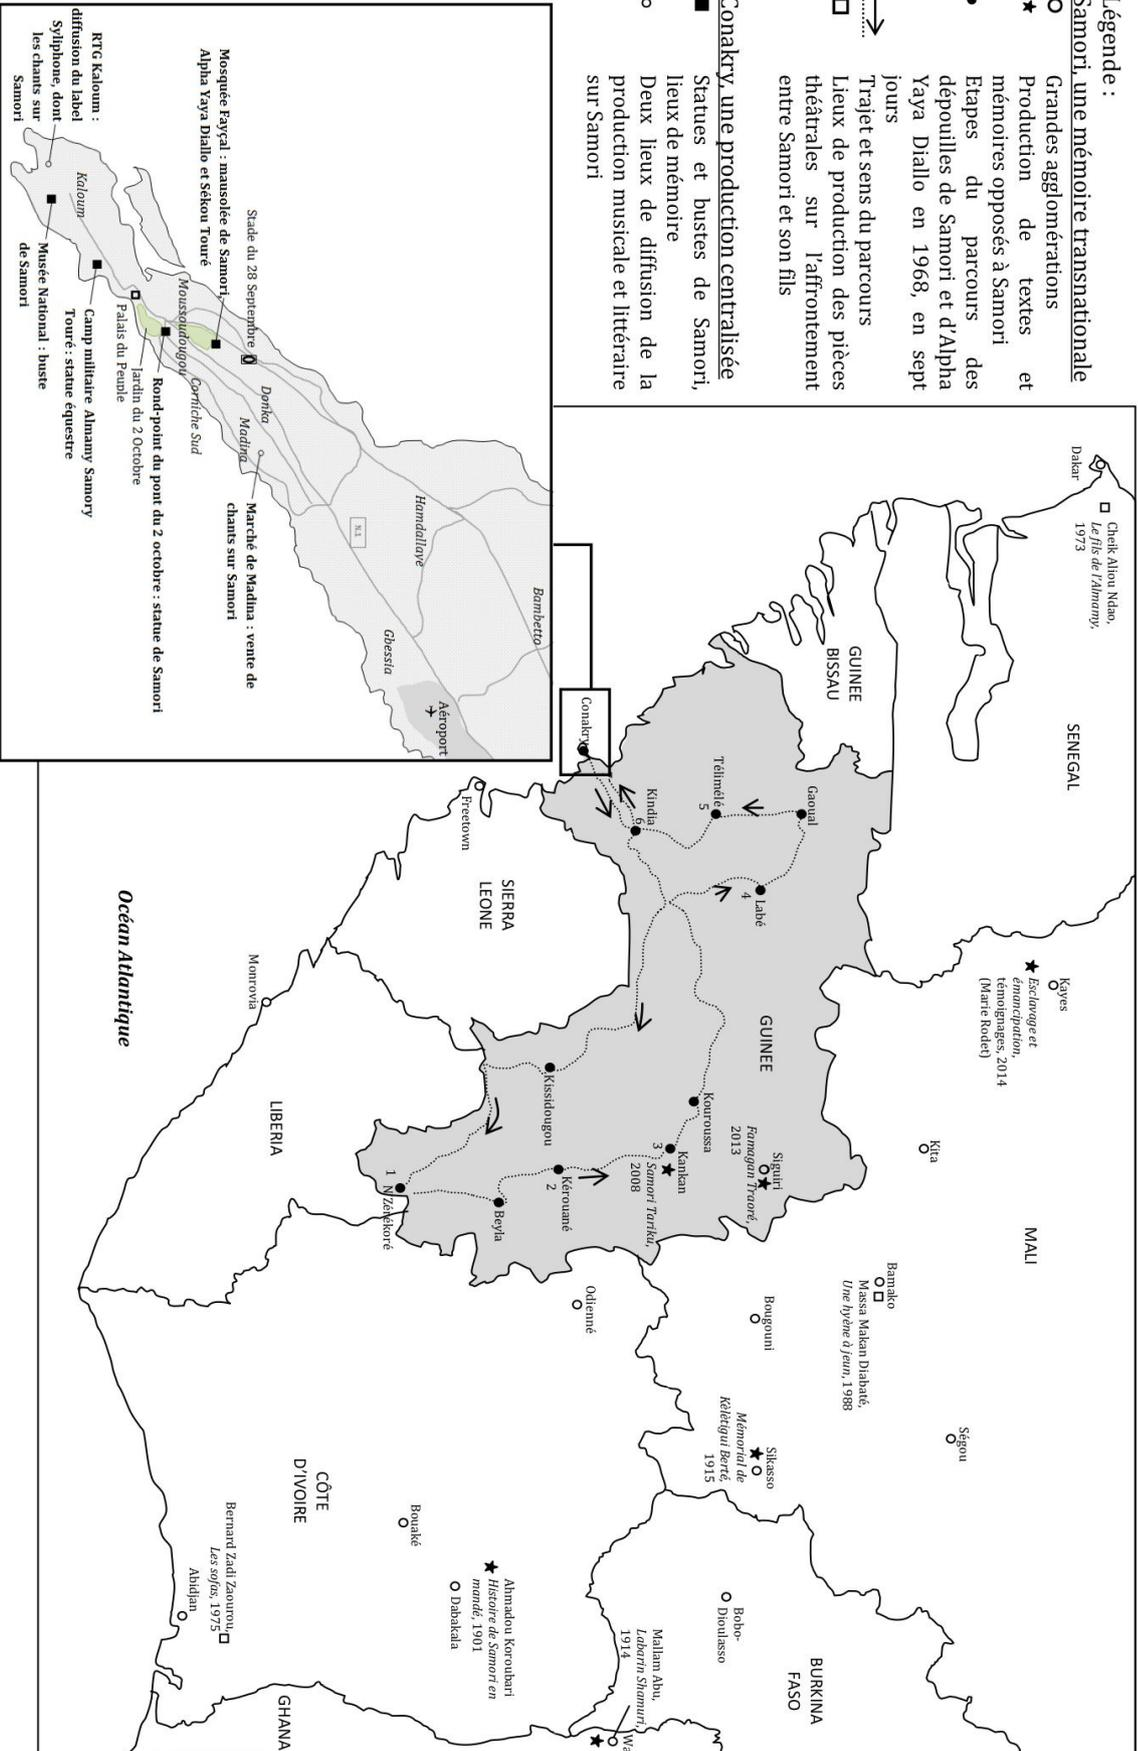 Légende :
Samori, une mémoire transnationale
Grandes agglomérations
Production de textes et
mémoires opposés à Samori
Etapes du parcours des
dépouilles de Samori et d'Alpha
Yaya Diallo en 1968, en sept
jours
Trajet et sens du parcours
Lieux de production des pièces
théâtrales sur l'affrontement
entre Samori et son fils
Conakry, une production centralisée
Statues et bustes de Samori,
lieux de mémoire
Deux lieux de diffusion de la
production musicale et littéraire
sur Samori
Dakar
Cheik Aliou Ndao,
Le fils de l'Almamy,
1973
SENEGAL
GUINEE
BISSAU
Kayes
Esclavage et
émancipation,
témoignages, 2014
(Marie Rodet)
Kita
MALI
Bamako
Massa Makan Diabaté,
Une hyène à jeun, 1988
Ségou
Bougouni
Sikasso
Mémorial de
Kèlètigui Berté,
1915
BURKINA
FASO
Bobo-
Dioulasso
Mallam Abu,
Labarin Shamuri,
1914
Wa
Gaoual
Télimélé
5
Labé
4
Kindia
6
Conakry
GUINEE
Siguiri
Famagan Traoré,
2013
Kouroussa
Kankan
3
Samori Tariku,
2008
Kissidougou
Kérouané
2
Beyla
N'Zérékoré
1
Odienné
Freetown
SIERRA
LEONE
Monrovia
LIBERIA
Océan Atlantique
CÔTE
D'IVOIRE
Bouaké
Ahmadou Koroubari
Histoire de Samori en
mandé, 1901
Dabakala
Bernard Zadi Zaourou,
Les sofas, 1975
Abidjan
GHANA
Bambetto
Hamdallaye
Aéroport
Gbessia
N.1
Donka
Madina
Marché de Madina : vente de
chants sur Samori
Stade du 28 Septembre
Mosquée Fayçal : mausolée de Samori,
Alpha Yaya Diallo et Sékou Touré
Moussoudougou
Corniche Sud
Rond-point du pont du 2 octobre : statue de Samori
Jardin du 2 Octobre
Palais du Peuple
Camp militaire Almamy Samory
Touré : statue équestre
Musée National : buste
de Samori
Kaloum
RTG Kaloum :
diffusion du label
Syliphone, dont
les chants sur
Samori